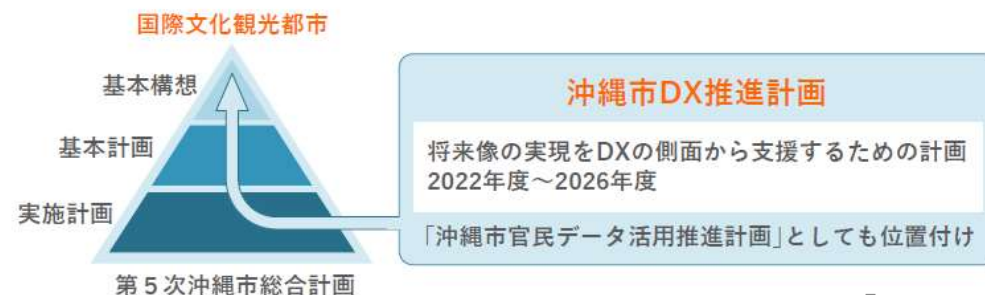 国際文化観光都市
基本構想
基本計画
実施計画
第5次沖縄市総合計画
沖縄市DX推進計画
将来像の実現をDXの側面から支援するための計画
2022年度～2026年度
「沖縄市官民データ活用推進計画」としても位置付け